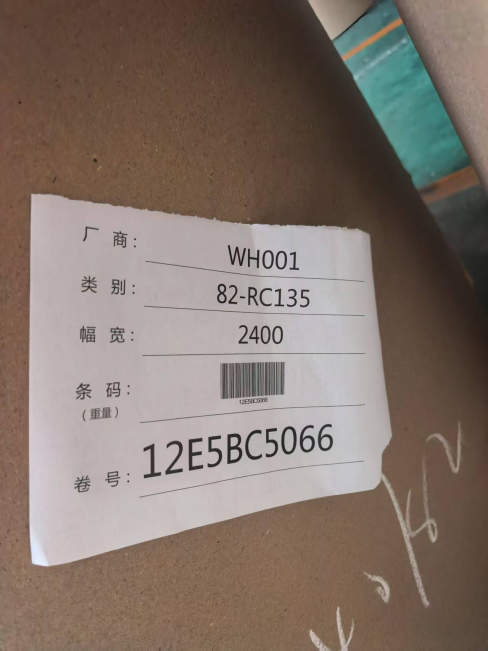 厂 商： WH001
类 别： 82-RC135
幅 宽： 2400
条 码：
（重量） 12E5BC5066
卷 号： 12E5BC5066